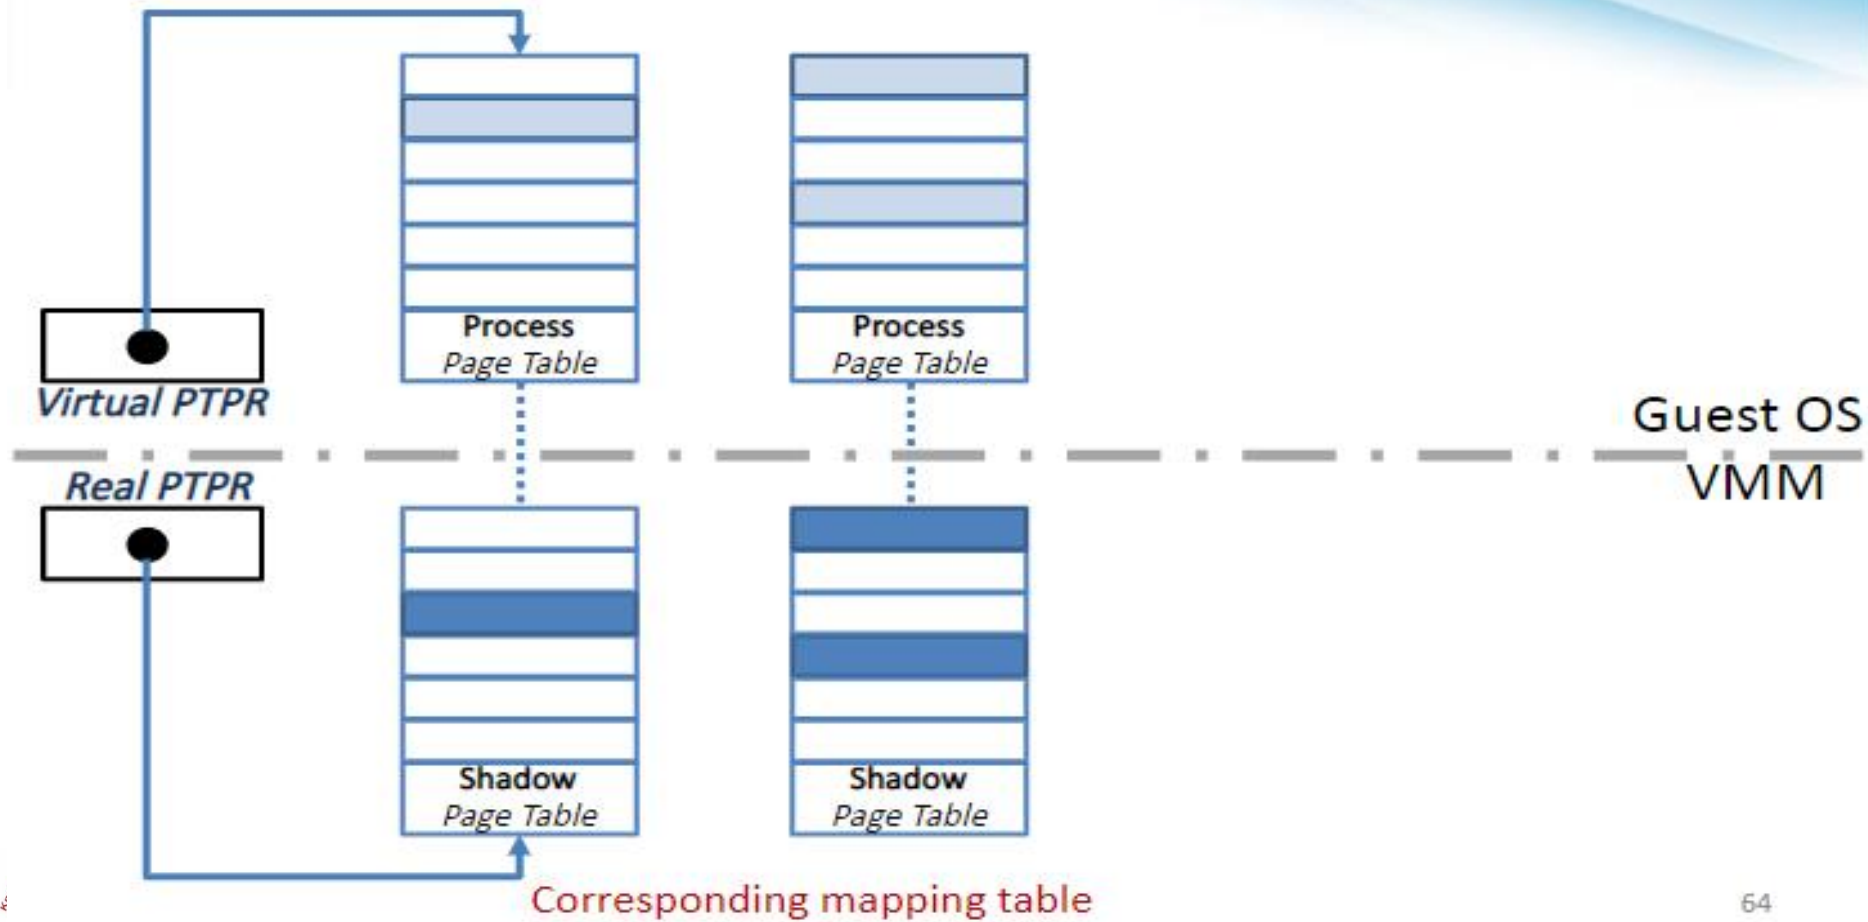 Process
Page Table
Process
Page Table
Virtual PTPR
Guest OS
Real PTPR
VMM
Shadow
Page Table
Shadow
Page Table
Corresponding mapping table
64